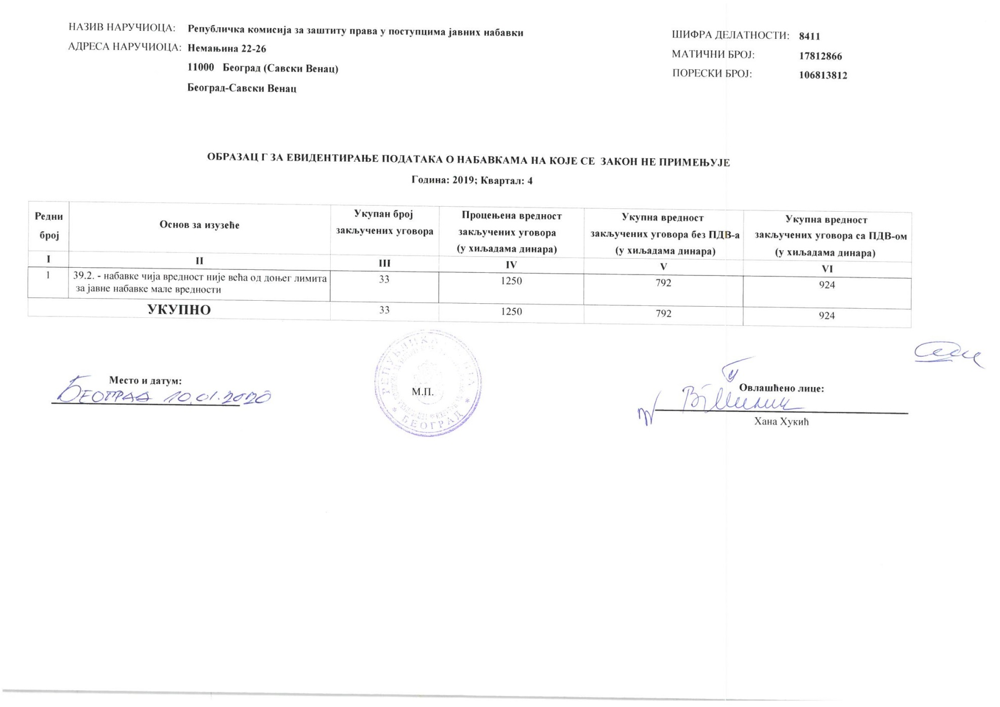 НАЗИВ НАРУЧИОЦА: Републичка комисија за заштиту права у поступцима јавних набавки
АДРЕСА НАРУЧИОЦА: Немањина 22-26
11000 Београд (Савски Венац)
Београд-Савски Венац
ШИФРА ДЕЛАТНОСТИ: 8411
МАТИЧНИ БРОЈ: 17812866
ПОРЕСКИ БРОЈ: 106813812
ОБРАЗАЦ Г ЗА ЕВИДЕНТИРАЊЕ ПОДАТАКА О НАБАВКАМА НА КОЈЕ СЕ ЗАКОН НЕ ПРИМЕЊУЈЕ
Година: 2019; Квартал: 4
Редни
број
Основ за изузеће
Укупан број
закључених уговора
Процењена вредност
закључених уговора
(у хиљадама динара)
Укупна вредност
закључених уговора без ПДВ-а
(у хиљадама динара)
Укупна вредност
закључених уговора са ПДВ-ом
(у хиљадама динара)
I II III IV V VI
1 39.2. - набавке чија вредност није већа од доњег лимита 33 1250 792 924
за јавне набавке мале вредности
УКУПНО 33 1250 792 924
Место и датум:
БЕОГРАД 10.01.2020
РЕПУБЛИКА
М.П.
* БЕОГРАД *
Овлашћено лице:
Хана Хукић